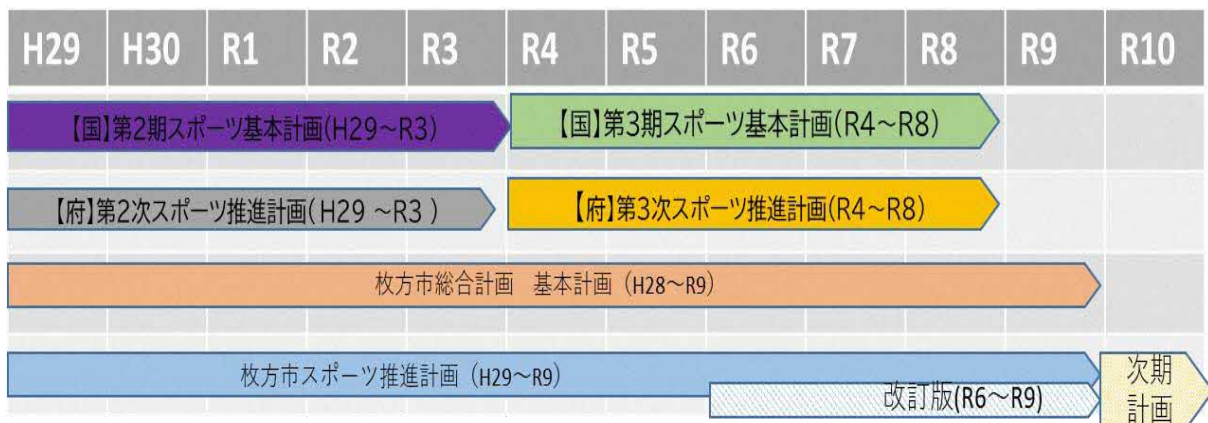 H29 H30 R1 R2 R3 R4 R5 R6 R7 R8 R9 R10
【国】第2期スポーツ基本計画(H29～R3) 【国】第3期スポーツ基本計画(R4～R8)
【府】第2次スポーツ推進計画(H29 ～R3 ) 【府】第3次スポーツ推進計画(R4～R8)
枚方市総合計画　基本計画（H28～R9)
枚方市スポーツ推進計画（H29～R9)
改訂版(R6～R9)
次期
計画